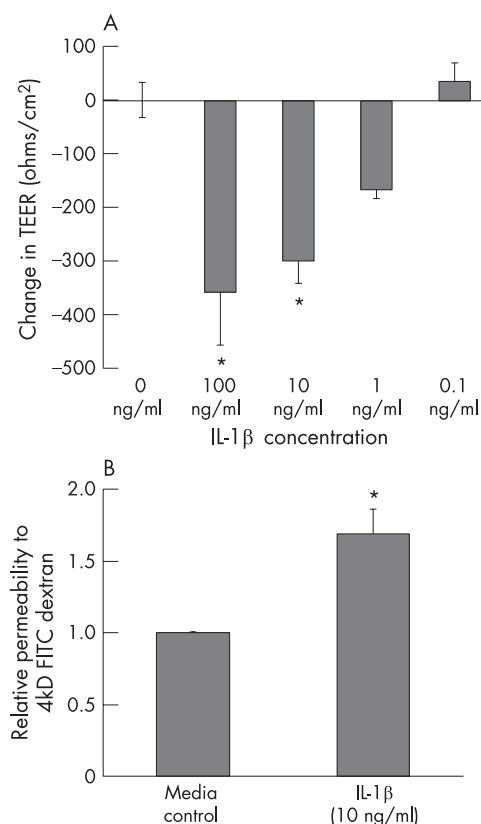 A
Change in TEER (ohms/cm²)
100
0
–100
–200
–300
–400
–500
*
*
0 100 10 1 0.1
ng/ml ng/ml ng/ml ng/ml ng/ml
IL-1β concentration
B
Relative permeability to
4kD FITC dextran
2.0
1.5
1.0
0.5
0
*
Media IL-1β
control (10 ng/ml)